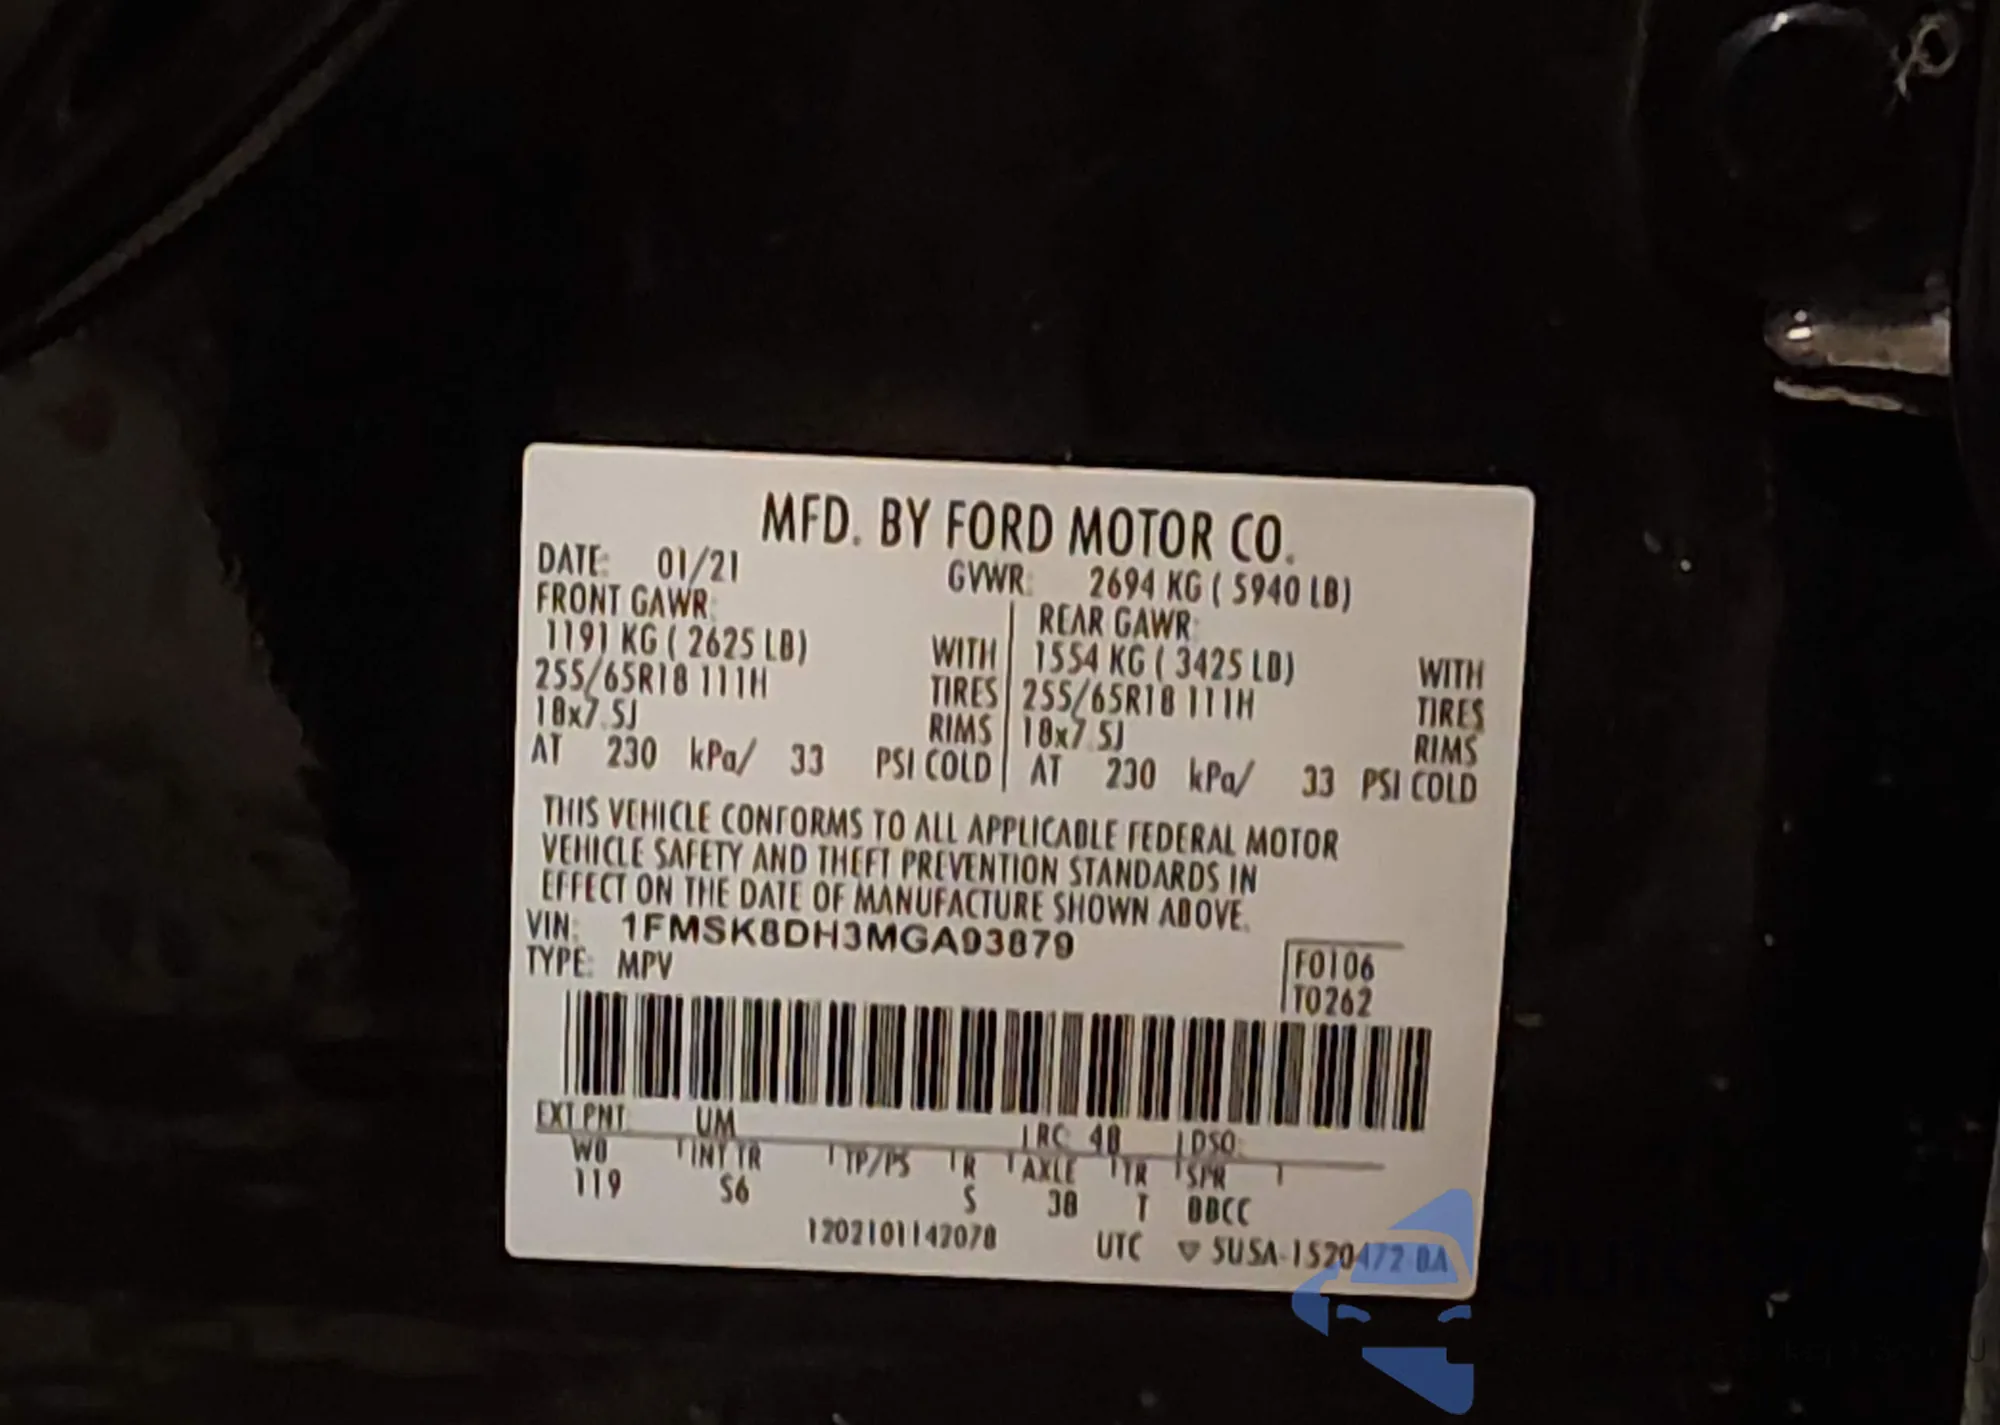 MFD. BY FORD MOTOR CO.
DATE: 01/21 GVWR: 2694 KG ( 5940 LB)
FRONT GAWR: REAR GAWR:
1191 KG ( 2625 LB) WITH 1554 KG ( 3425 LB) WITH
255/65R18 111H TIRES 255/65R18 111H TIRES
18x7.5J RIMS 18x7.5J RIMS
AT 230 kPa/ 33 PSI COLD AT 230 kPa/ 33 PSI COLD
THIS VEHICLE CONFORMS TO ALL APPLICABLE FEDERAL MOTOR
VEHICLE SAFETY AND THEFT PREVENTION STANDARDS IN
EFFECT ON THE DATE OF MANUFACTURE SHOWN ABOVE.
VIN: 1FMSK8DH3MGA93879
TYPE: MPV
F0106
T0262
EXT PNT: UM RC: 48 DSO:
WB INT TR TP/PS R AXLE TR SPR
119 S6 S 3B T BBCC
1202101142078 UTC ▽ 5U5A-1520472-BA